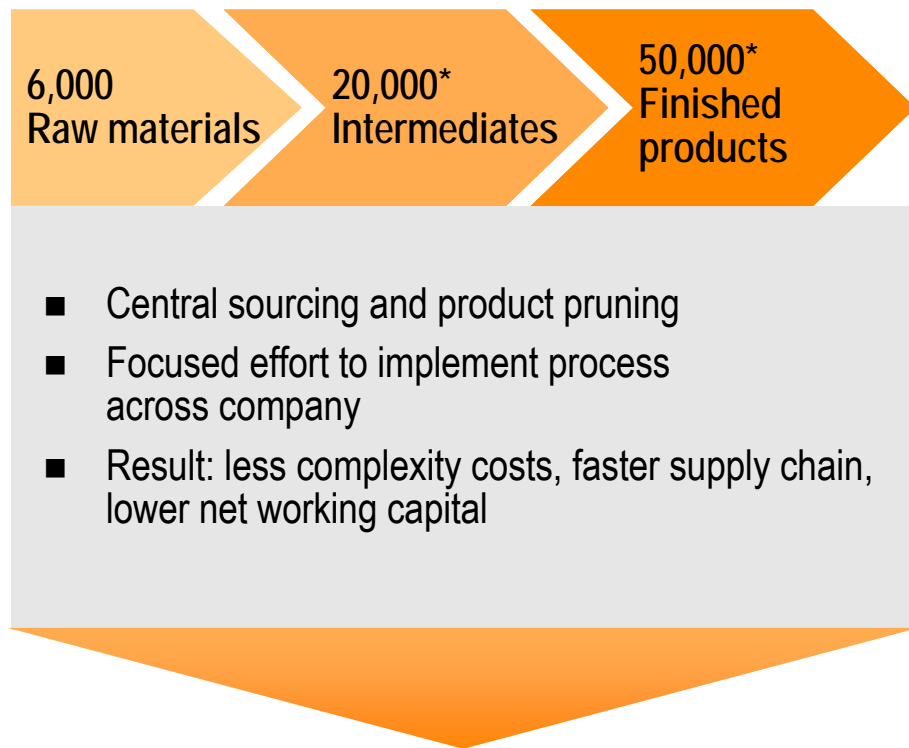 6,000
Raw materials
20,000*
Intermediates
50,000*
Finished
products
■ Central sourcing and product pruning
■ Focused effort to implement process
across company
■ Result: less complexity costs, faster supply chain,
lower net working capital